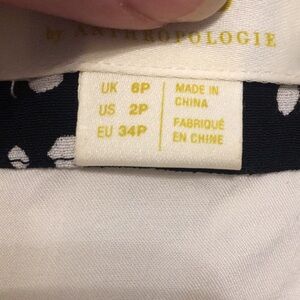 by ANTHROPOLOGIE
UK 6P
US 2P
EU 34P
MADE IN
CHINA
FABRIQUÉ
EN CHINE